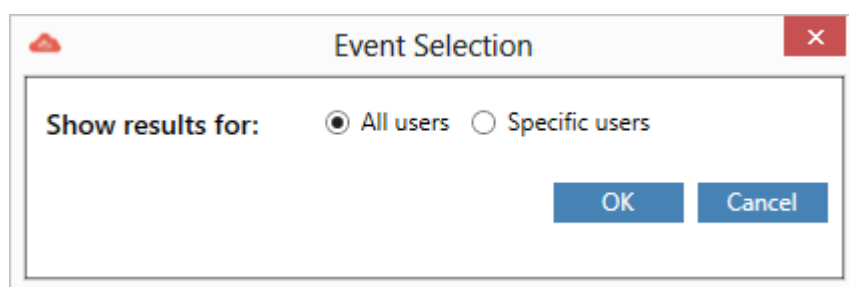 Event Selection
Show results for: All users Specific users
OK Cancel